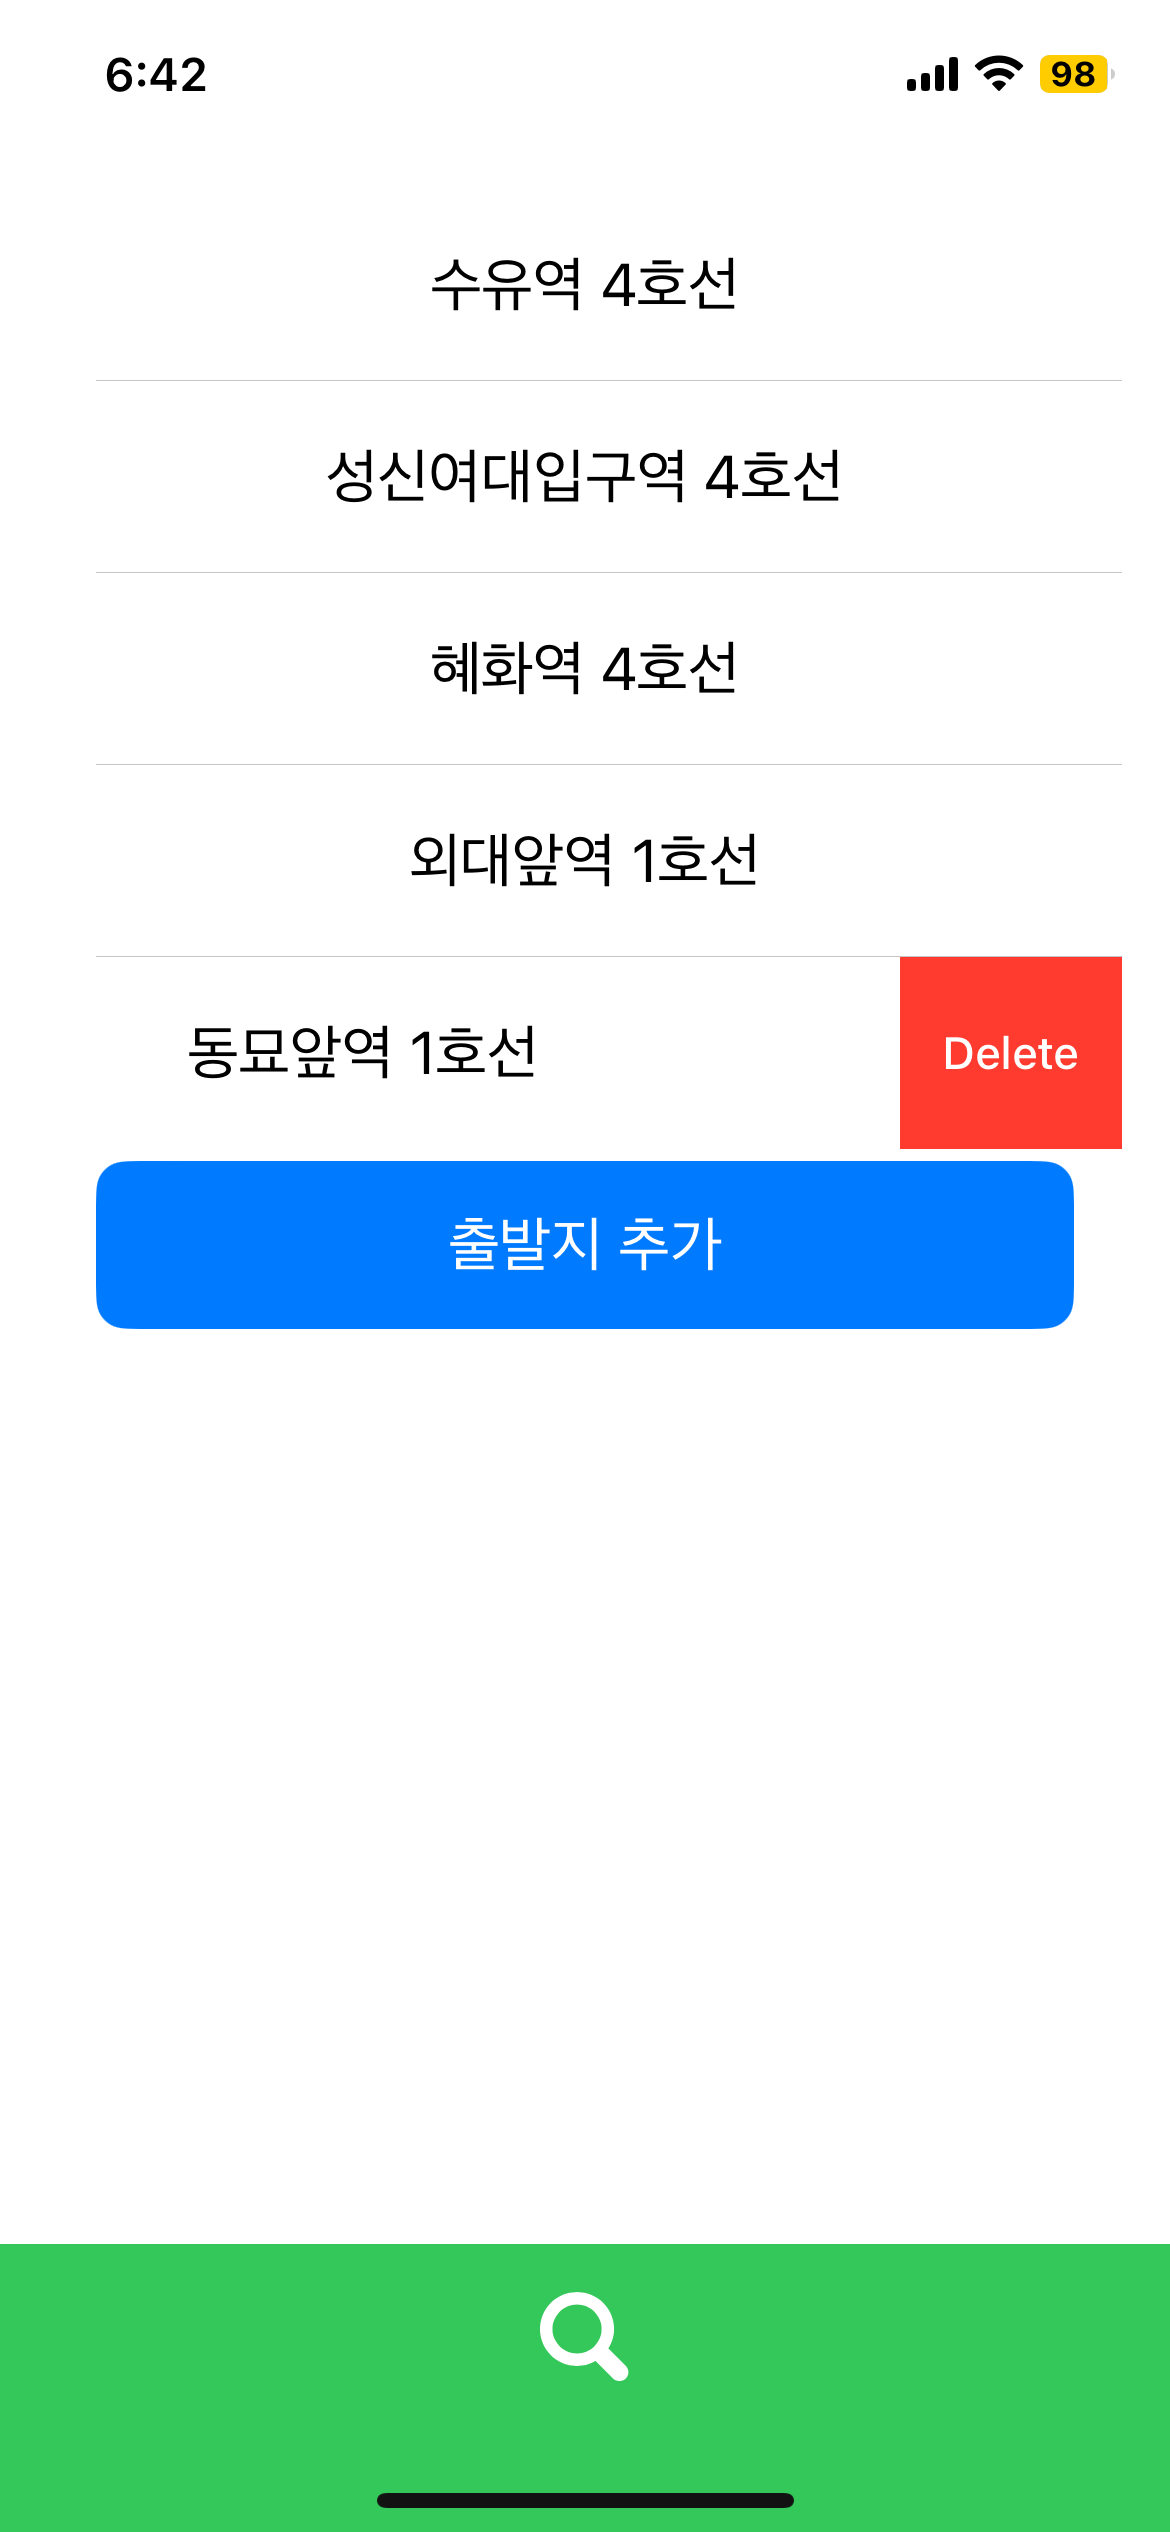 6:42
98
수유역 4호선
성신여대입구역 4호선
혜화역 4호선
외대앞역 1호선
동묘앞역 1호선
Delete
출발지 추가